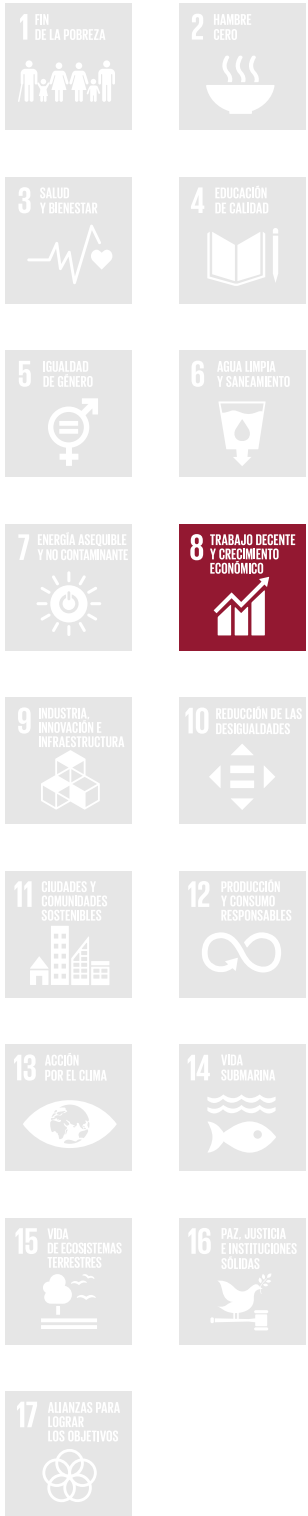 1 FIN
DE LA POBREZA
2 HAMBRE
CERO
3 SALUD
Y BIENESTAR
4 EDUCACIÓN
DE CALIDAD
5 IGUALDAD
DE GÉNERO
6 AGUA LIMPIA
Y SANEAMIENTO
7 ENERGÍA ASEQUIBLE
Y NO CONTAMINANTE
8 TRABAJO DECENTE
Y CRECIMIENTO
ECONÓMICO
9 INDUSTRIA,
INNOVACIÓN E
INFRAESTRUCTURA
10 REDUCCIÓN DE LAS
DESIGUALDADES
11 CIUDADES Y
COMUNIDADES
SOSTENIBLES
12 PRODUCCIÓN
Y CONSUMO
RESPONSABLES
13 ACCIÓN
POR EL CLIMA
14 VIDA
SUBMARINA
15 VIDA
DE ECOSISTEMAS
TERRESTRES
16 PAZ, JUSTICIA
E INSTITUCIONES
SÓLIDAS
17 ALIANZAS PARA
LOGRAR
LOS OBJETIVOS